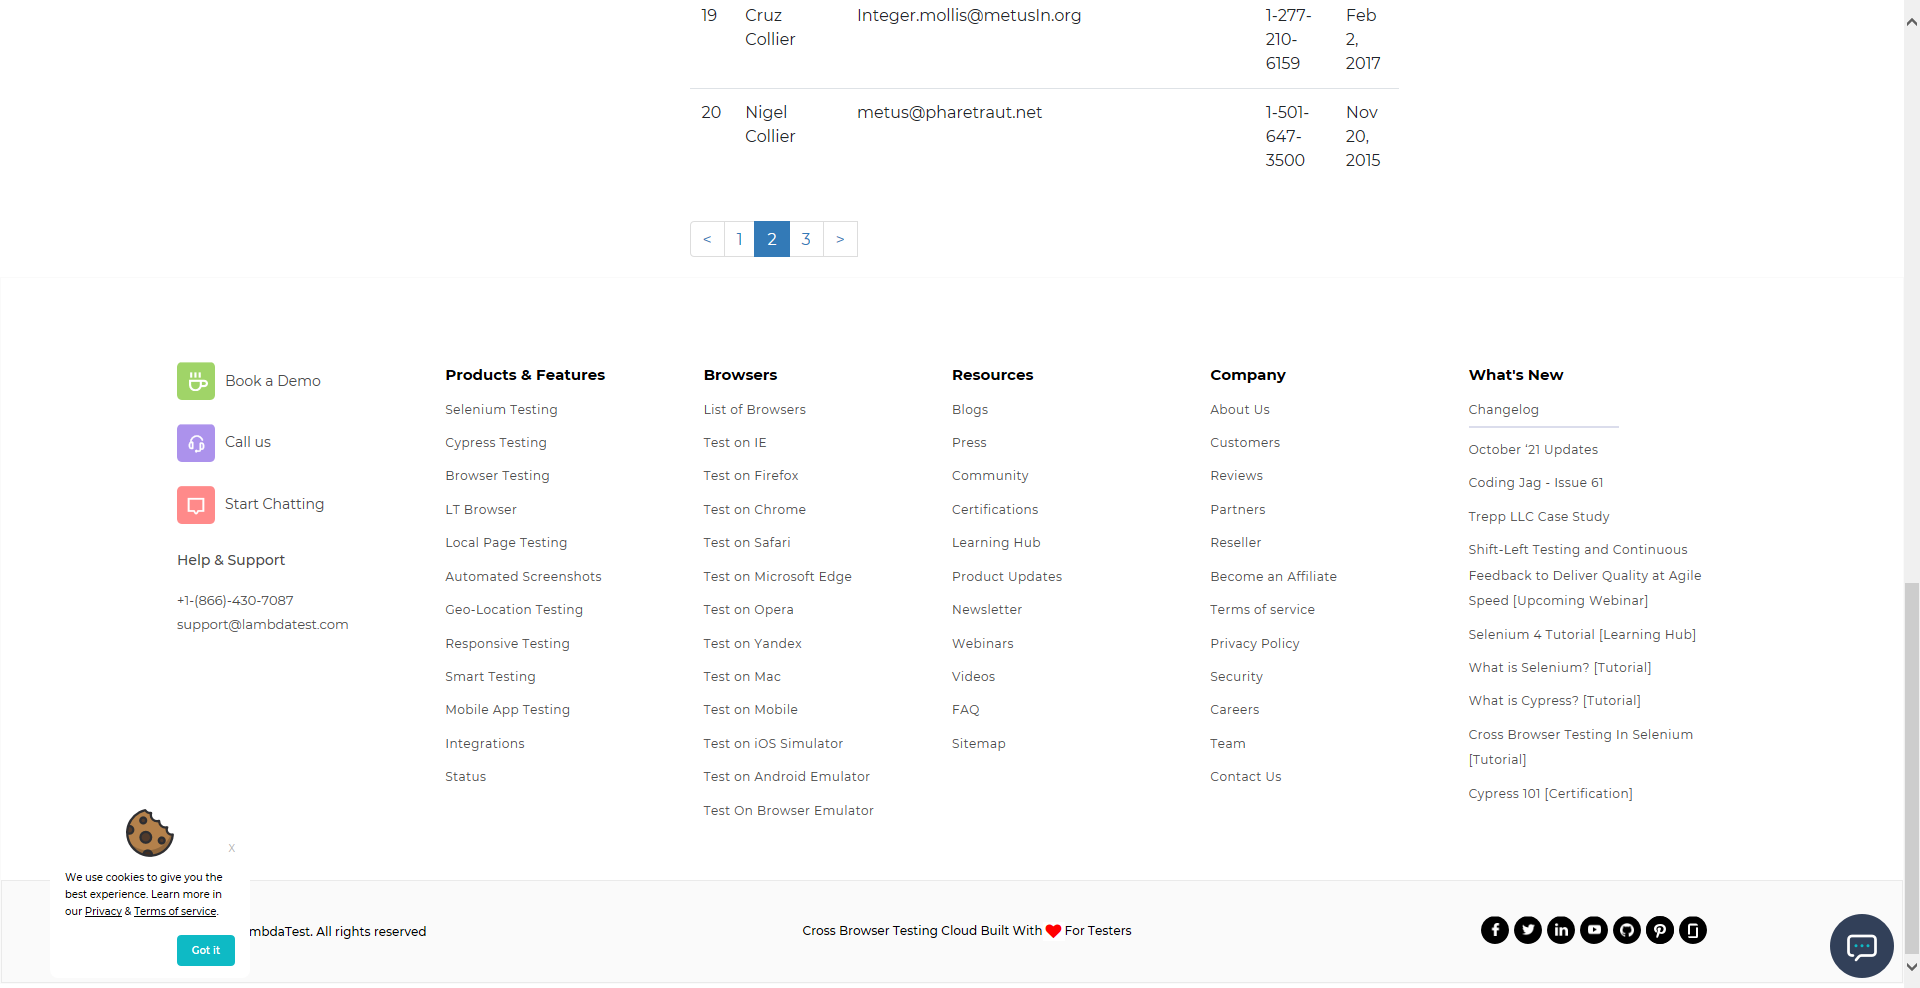 19 Cruz Collier Integer.mollis@metusIn.org 1-277-210-6159 Feb 2, 2017
20 Nigel Collier metus@pharetraut.net 1-501-647-3500 Nov 20, 2015
< 1 2 3 >
Book a Demo
Call us
Start Chatting
Help & Support
+1-(866)-430-7087
support@lambdatest.com
Products & Features
Selenium Testing
Cypress Testing
Browser Testing
LT Browser
Local Page Testing
Automated Screenshots
Geo-Location Testing
Responsive Testing
Smart Testing
Mobile App Testing
Integrations
Status
Browsers
List of Browsers
Test on IE
Test on Firefox
Test on Chrome
Test on Safari
Test on Microsoft Edge
Test on Opera
Test on Yandex
Test on Mac
Test on Mobile
Test on iOS Simulator
Test on Android Emulator
Test On Browser Emulator
Resources
Blogs
Press
Community
Certifications
Learning Hub
Product Updates
Newsletter
Webinars
Videos
FAQ
Sitemap
Company
About Us
Customers
Reviews
Partners
Reseller
Become an Affiliate
Terms of service
Privacy Policy
Security
Careers
Team
Contact Us
What's New
Changelog
October '21 Updates
Coding Jag - Issue 61
Trepp LLC Case Study
Shift-Left Testing and Continuous
Feedback to Deliver Quality at Agile
Speed [Upcoming Webinar]
Selenium 4 Tutorial [Learning Hub]
What is Selenium? [Tutorial]
What is Cypress? [Tutorial]
Cross Browser Testing In Selenium
[Tutorial]
Cypress 101 [Certification]
X
We use cookies to give you the
best experience. Learn more in
our Privacy & Terms of service.
Got it
mbdaTest. All rights reserved
Cross Browser Testing Cloud Built With For Testers